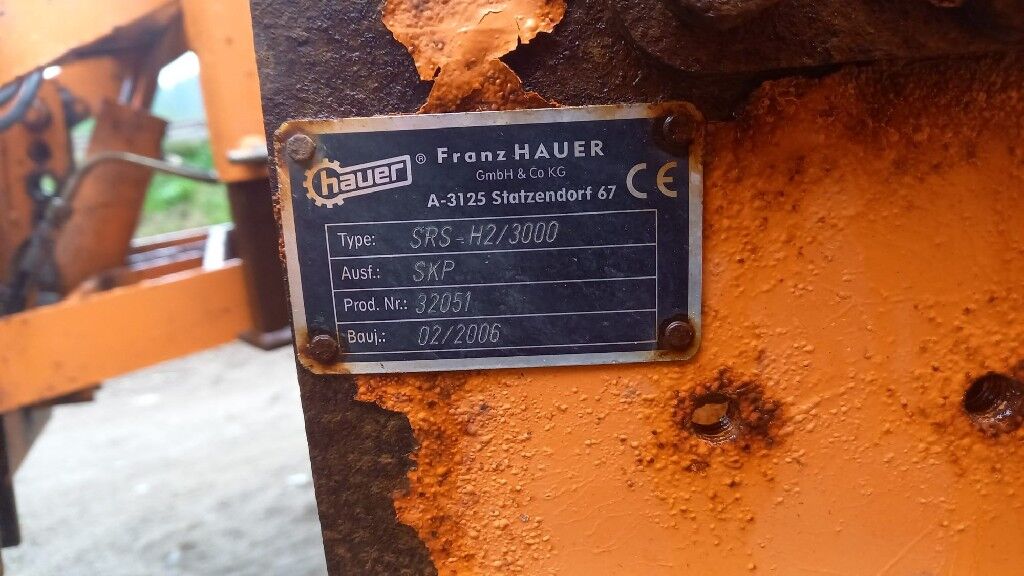 hauer ® Franz HAUER
GmbH & Co KG
A-3125 Statzendorf 67
CE
Type: SRS-H2/3000
Ausf.: SKP
Prod. Nr.: 32051
Bauj.: 02/2006